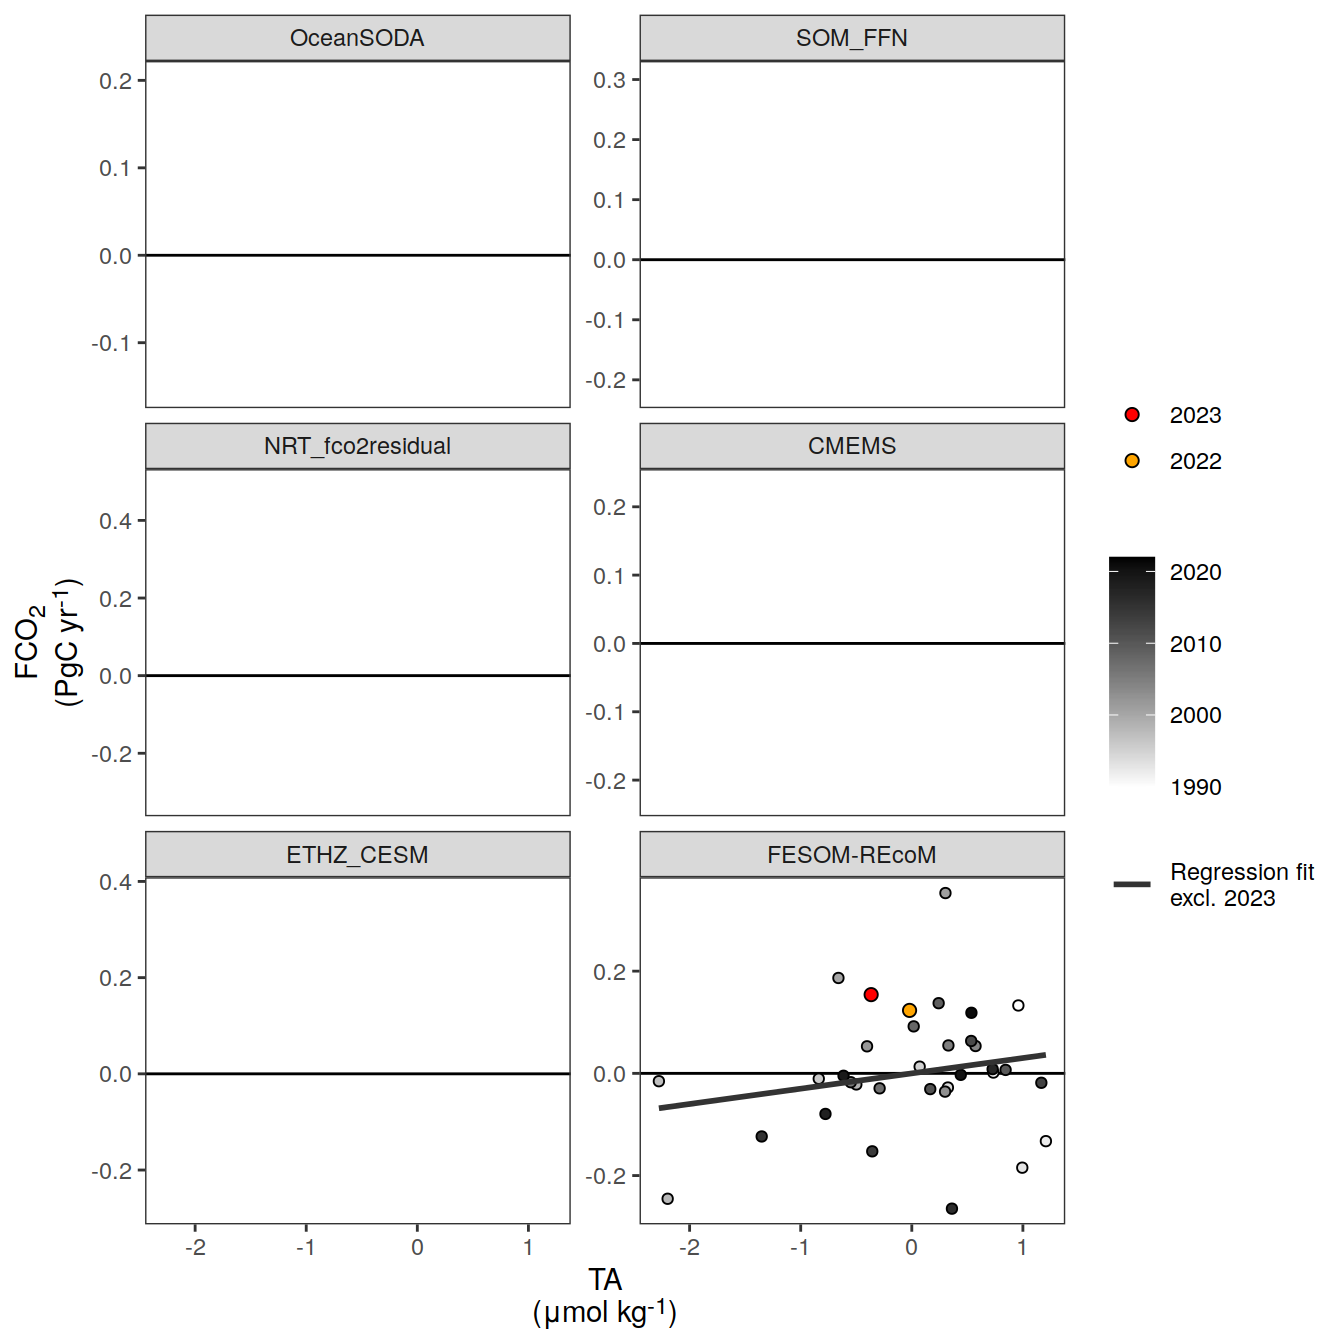 OceanSODA
SOM_FFN
0.2
0.1
0.0
-0.1
0.3
0.2
0.1
0.0
-0.1
-0.2
NRT_fco2residual
CMEMS
0.4
0.2
0.0
-0.2
0.2
0.1
0.0
-0.1
-0.2
ETHZ_CESM
FESOM-REcoM
0.4
0.2
0.0
-0.2
0.2
0.0
-0.2
-2 -1 0 1
-2 -1 0 1
FCO₂
(PgC yr⁻¹)
TA
(µmol kg⁻¹)
2023
2022
2020
2010
2000
1990
Regression fit
excl. 2023